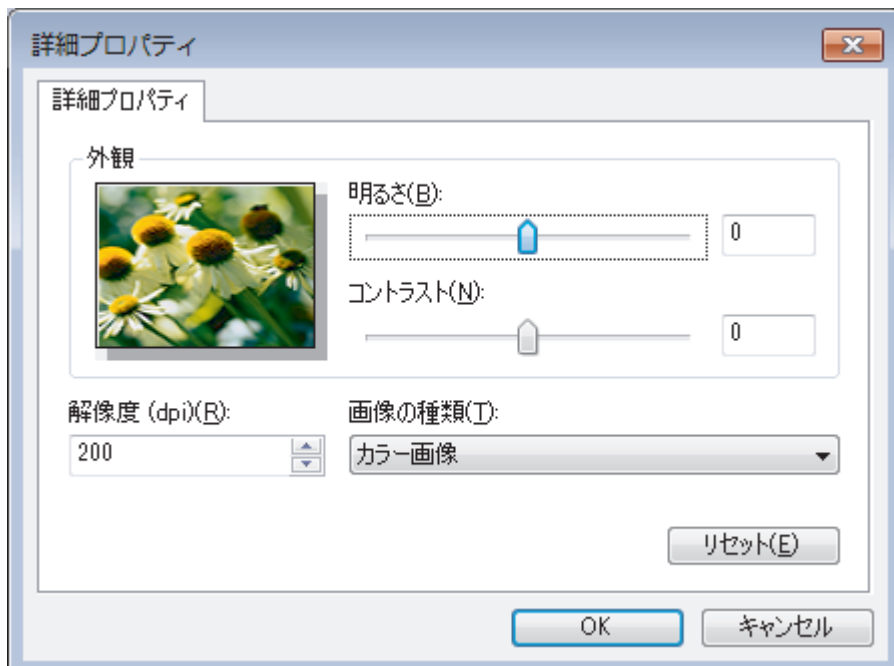 詳細プロパティ
詳細プロパティ
外観
明るさ(B):
0
コントラスト(N):
0
解像度 (dpi)(R):
200
画像の種類(T):
カラー画像
リセット(E)
OK
キャンセル